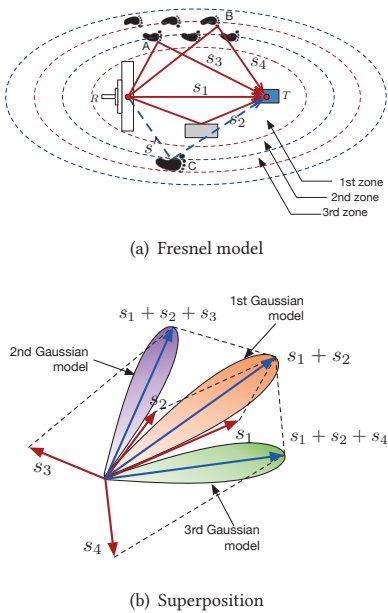 A
B
s₃
s₄
R
s₁
T
s₂
s
C
1st zone
2nd zone
3rd zone
(a) Fresnel model
s₁ + s₂ + s₃
1st Gaussian
model
2nd Gaussian
model
s₁ + s₂
s₂
s₁
s₁ + s₂ + s₄
s₃
3rd Gaussian
model
s₄
(b) Superposition